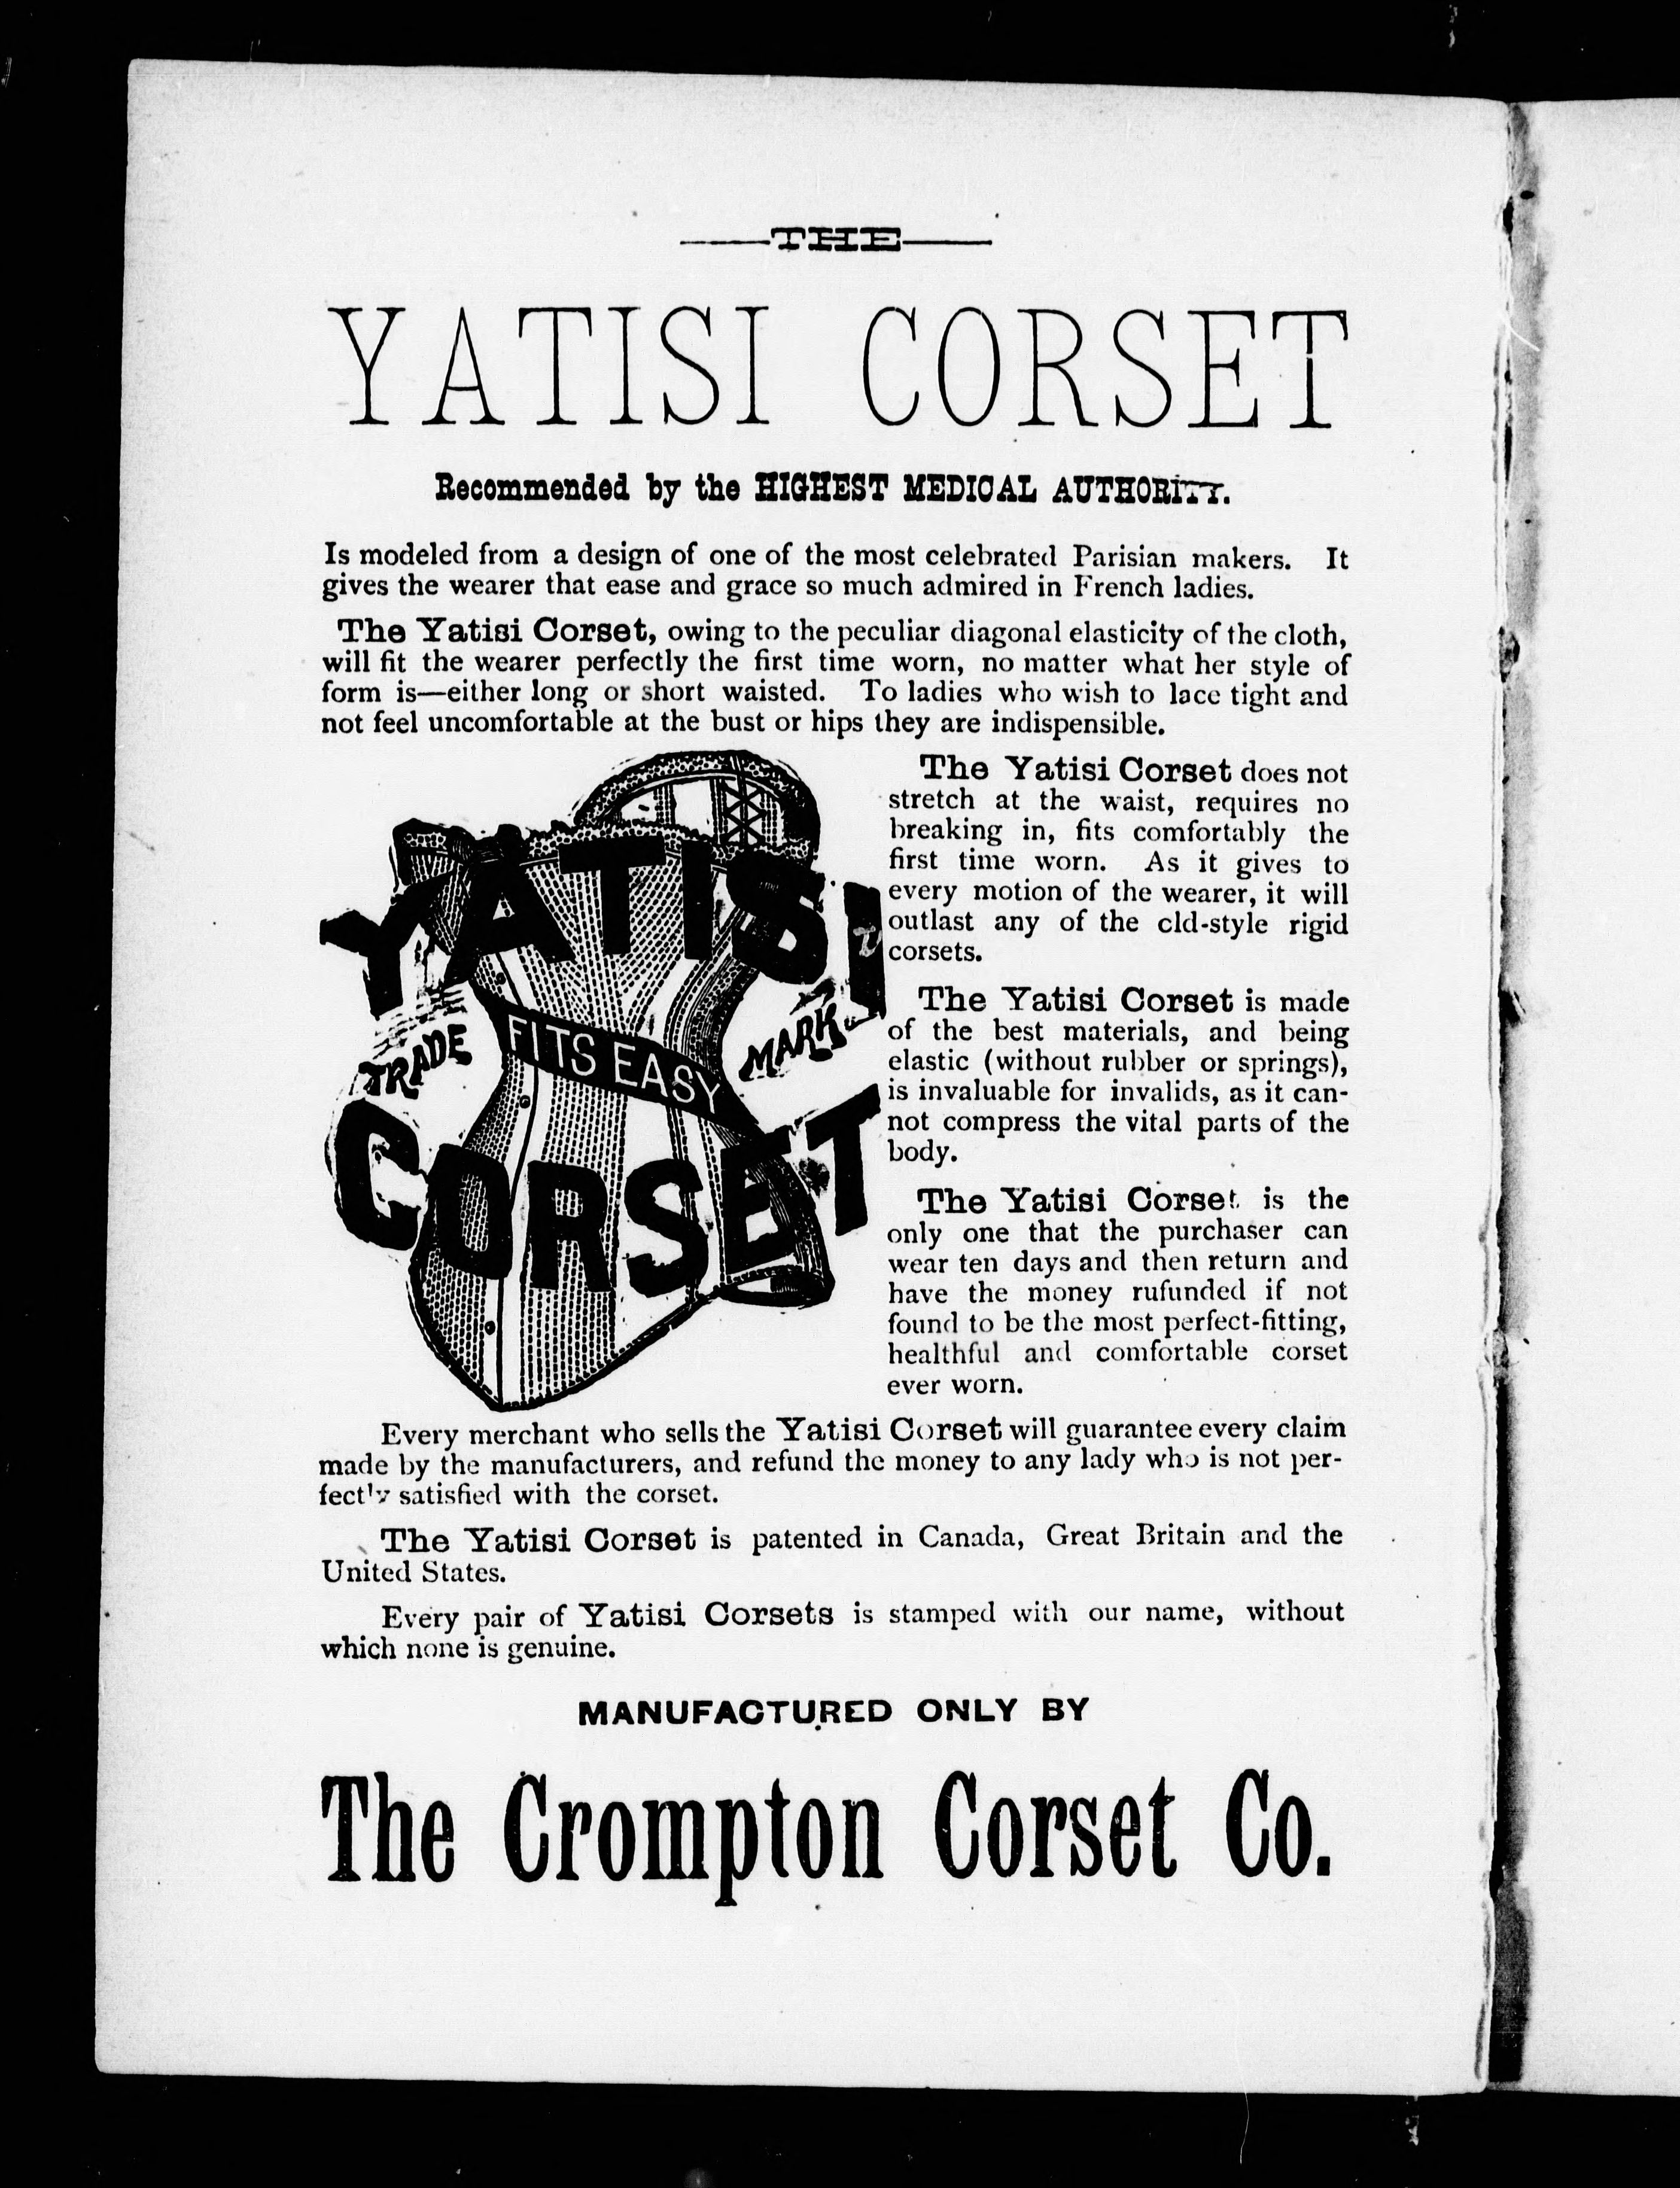 THE
YATISI CORSET
Recommended by the HIGHEST MEDICAL AUTHORITY.
Is modeled from a design of one of the most celebrated Parisian makers. It
gives the wearer that ease and grace so much admired in French ladies.
The Yatisi Corset, owing to the peculiar diagonal elasticity of the cloth,
will fit the wearer perfectly the first time worn, no matter what her style of
form is—either long or short waisted. To ladies who wish to lace tight and
not feel uncomfortable at the bust or hips they are indispensible.
YATISI
TRADE
FITS EASY
MARK
CORSET
The Yatisi Corset does not
stretch at the waist, requires no
breaking in, fits comfortably the
first time worn. As it gives to
every motion of the wearer, it will
outlast any of the cld-style rigid
corsets.
The Yatisi Corset is made
of the best materials, and being
elastic (without rubber or springs),
is invaluable for invalids, as it can-
not compress the vital parts of the
body.
The Yatisi Corset is the
only one that the purchaser can
wear ten days and then return and
have the money rufunded if not
found to be the most perfect-fitting,
healthful and comfortable corset
ever worn.
Every merchant who sells the Yatisi Corset will guarantee every claim
made by the manufacturers, and refund the money to any lady who is not per-
fectly satisfied with the corset.
The Yatisi Corset is patented in Canada, Great Britain and the
United States.
Every pair of Yatisi Corsets is stamped with our name, without
which none is genuine.
MANUFACTURED ONLY BY
The Crompton Corset Co.